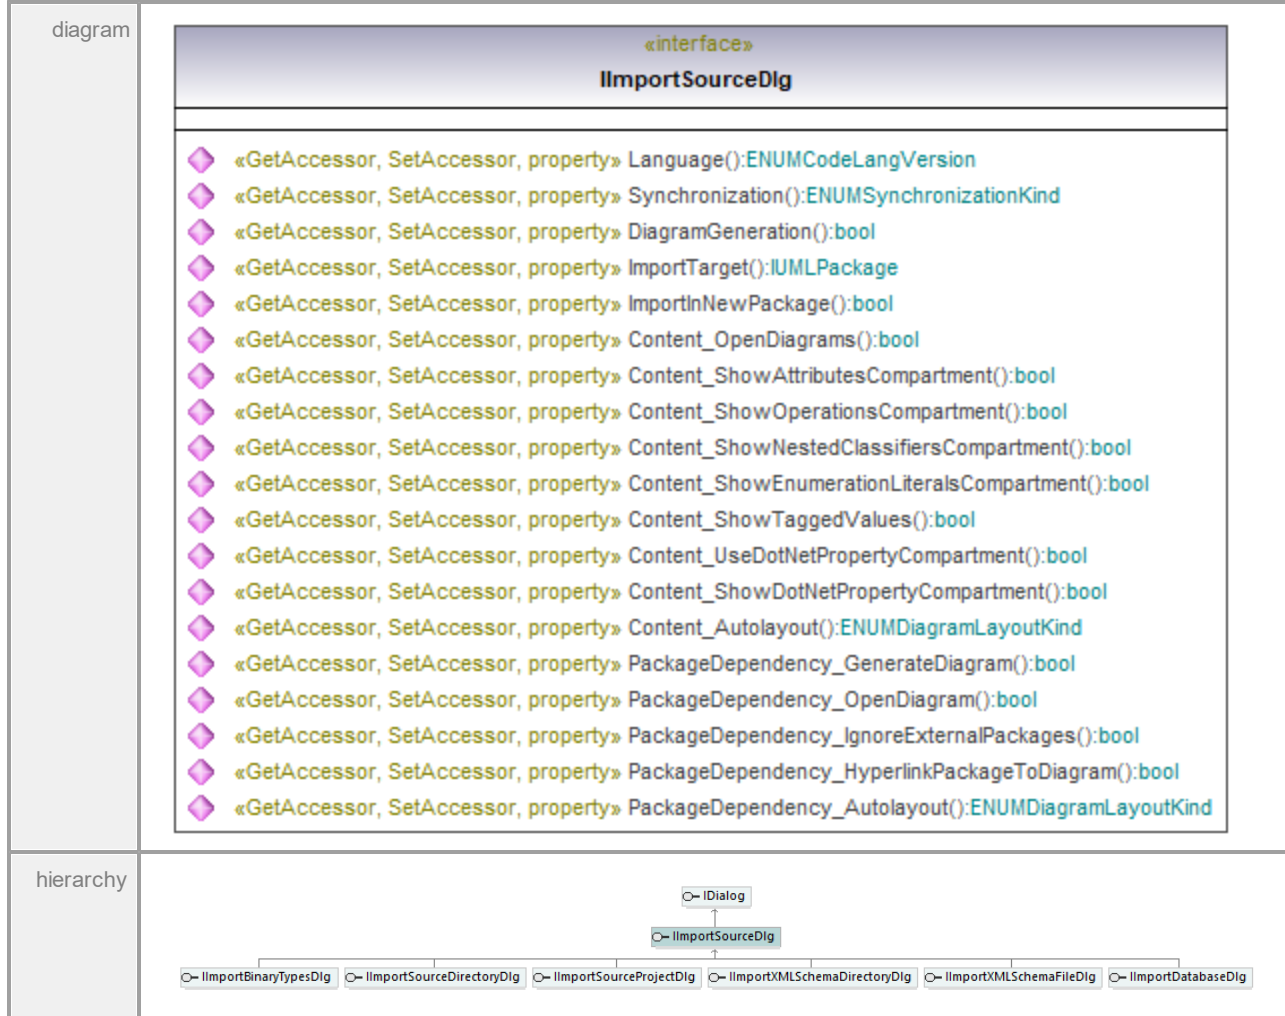 diagram
«interface»
IImportSourceDlg
«GetAccessor, SetAccessor, property» Language():ENUMCodeLangVersion
«GetAccessor, SetAccessor, property» Synchronization():ENUMSynchronizationKind
«GetAccessor, SetAccessor, property» DiagramGeneration():bool
«GetAccessor, SetAccessor, property» ImportTarget():IUMLPackage
«GetAccessor, SetAccessor, property» ImportInNewPackage():bool
«GetAccessor, SetAccessor, property» Content_OpenDiagrams():bool
«GetAccessor, SetAccessor, property» Content_ShowAttributesCompartment():bool
«GetAccessor, SetAccessor, property» Content_ShowOperationsCompartment():bool
«GetAccessor, SetAccessor, property» Content_ShowNestedClassifiersCompartment():bool
«GetAccessor, SetAccessor, property» Content_ShowEnumerationLiteralsCompartment():bool
«GetAccessor, SetAccessor, property» Content_ShowTaggedValues():bool
«GetAccessor, SetAccessor, property» Content_UseDotNetPropertyCompartment():bool
«GetAccessor, SetAccessor, property» Content_ShowDotNetPropertyCompartment():bool
«GetAccessor, SetAccessor, property» Content_Autolayout():ENUMDiagramLayoutKind
«GetAccessor, SetAccessor, property» PackageDependency_GenerateDiagram():bool
«GetAccessor, SetAccessor, property» PackageDependency_OpenDiagram():bool
«GetAccessor, SetAccessor, property» PackageDependency_IgnoreExternalPackages():bool
«GetAccessor, SetAccessor, property» PackageDependency_HyperlinkPackageToDiagram():bool
«GetAccessor, SetAccessor, property» PackageDependency_Autolayout():ENUMDiagramLayoutKind
hierarchy
IDialog
IImportSourceDlg
IImportBinaryTypesDlg IImportSourceDirectoryDlg IImportSourceProjectDlg IImportXMLSchemaDirectoryDlg IImportXMLSchemaFileDlg IImportDatabaseDlg